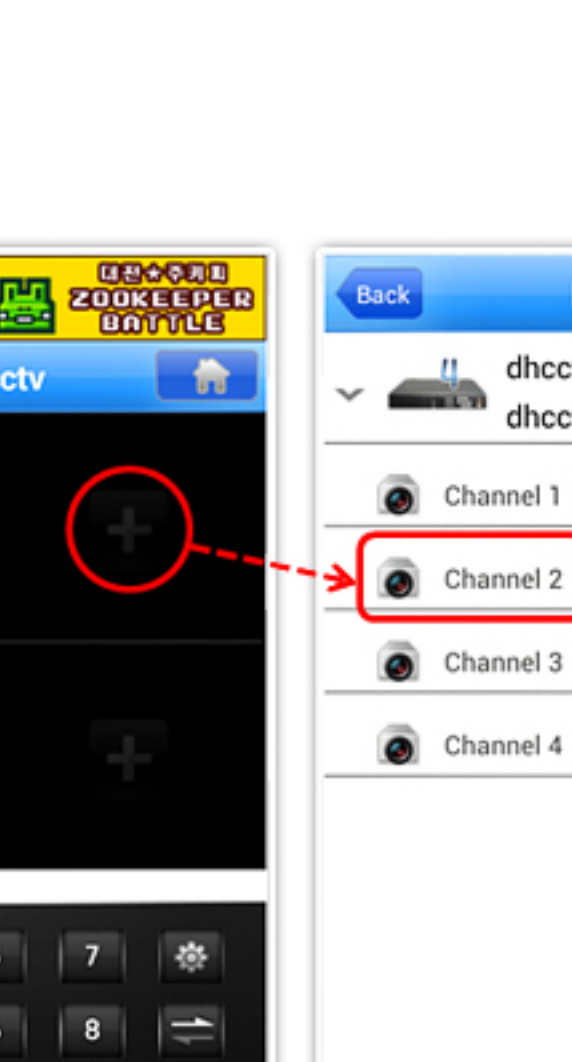 대전★주키퍼
ZOOKEEPER
BATTLE
ctv
7
8
Back
dhcc
dhcc
Channel 1
Channel 2
Channel 3
Channel 4